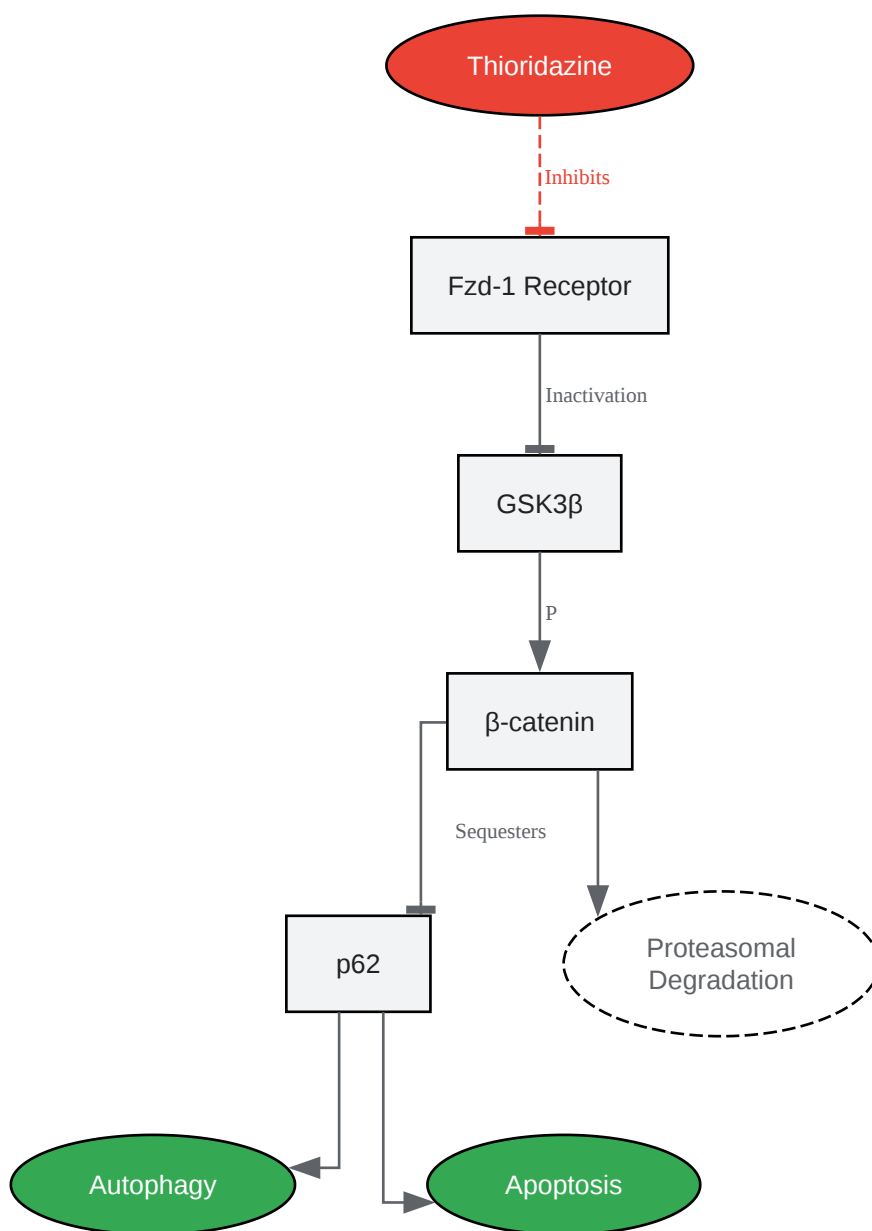 Thioridazine
Inhibits
Fzd-1 Receptor
Inactivation
GSK3β
P
β-catenin
Sequesters
p62
Proteasomal
Degradation
Autophagy
Apoptosis